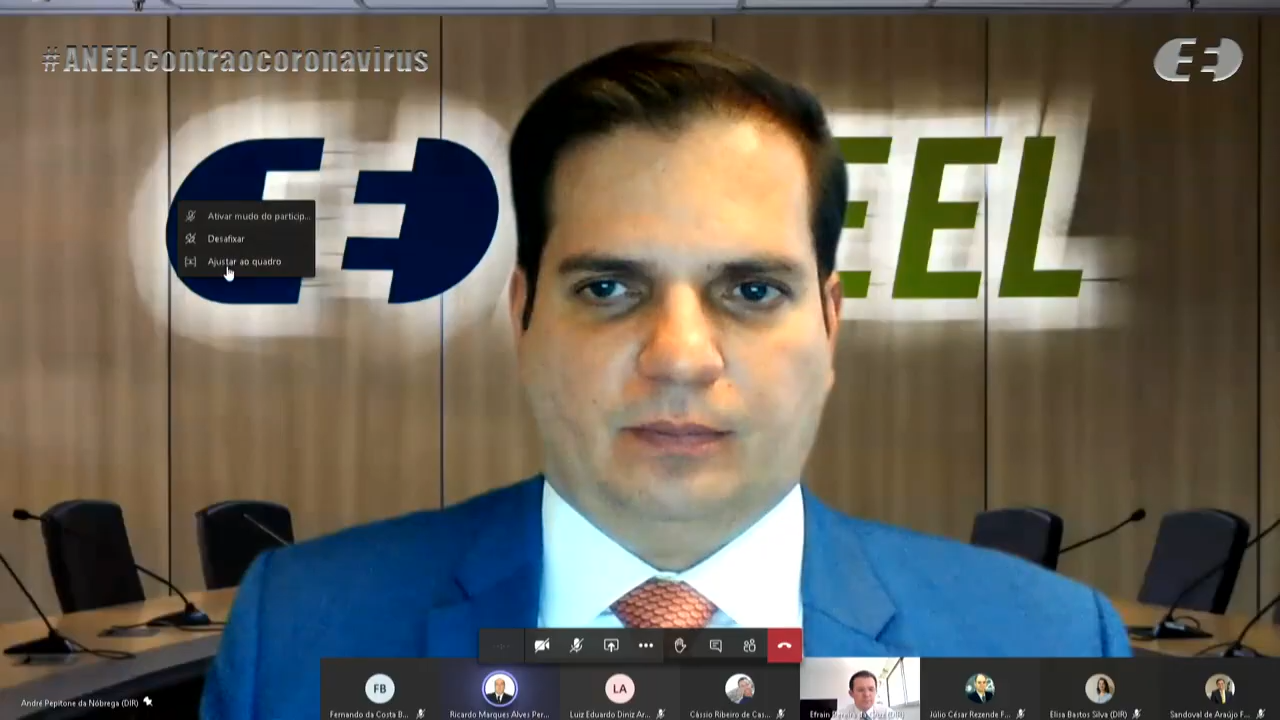 #ANEELcontraocoronavirus
EEL
Ativar mudo do particip...
Desafixar
Ajustar ao quadro
André Pepitone da Nóbrega (DIR)
FB
LA
Fernando da Costa B...
Ricardo Marques Alves Per...
Luiz Eduardo Diniz Ar...
Cássio Ribeiro de Cas...
Júlio César Rezende F...
Elisa Bastos Silva (DIR)
Sandoval de Araújo F...